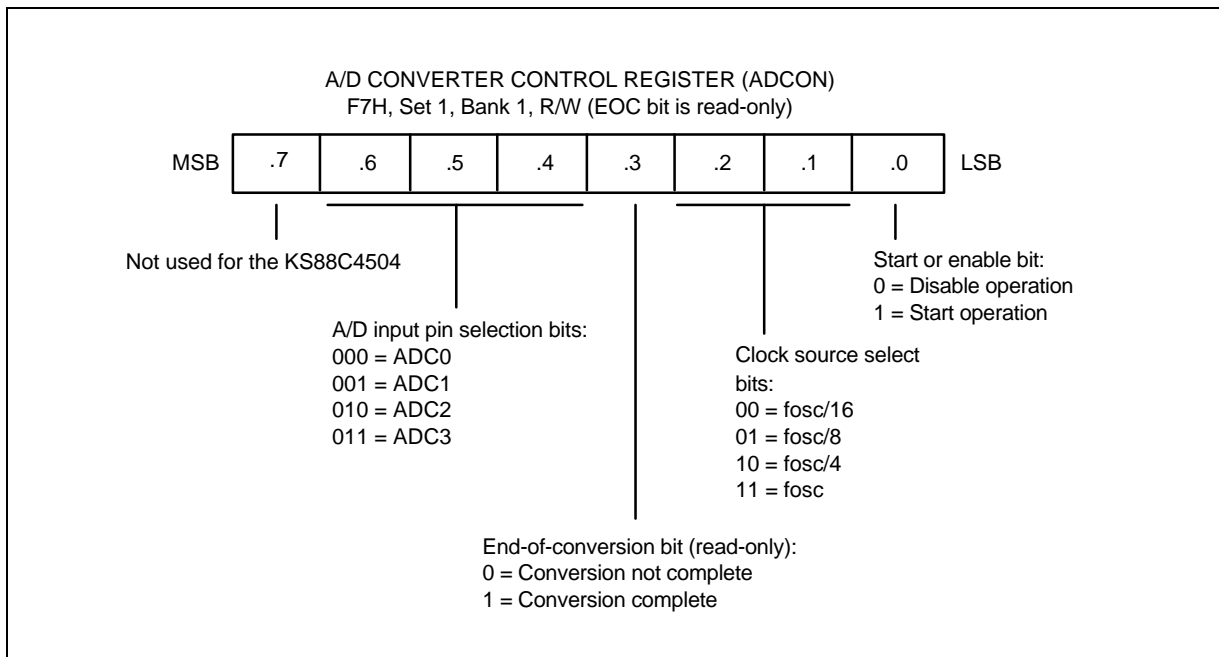 A/D CONVERTER CONTROL REGISTER (ADCON)
F7H, Set 1, Bank 1, R/W (EOC bit is read-only)
MSB .7 .6 .5 .4 .3 .2 .1 .0 LSB
Not used for the KS88C4504
A/D input pin selection bits:
000 = ADC0
001 = ADC1
010 = ADC2
011 = ADC3
End-of-conversion bit (read-only):
0 = Conversion not complete
1 = Conversion complete
Clock source select
bits:
00 = fosc/16
01 = fosc/8
10 = fosc/4
11 = fosc
Start or enable bit:
0 = Disable operation
1 = Start operation